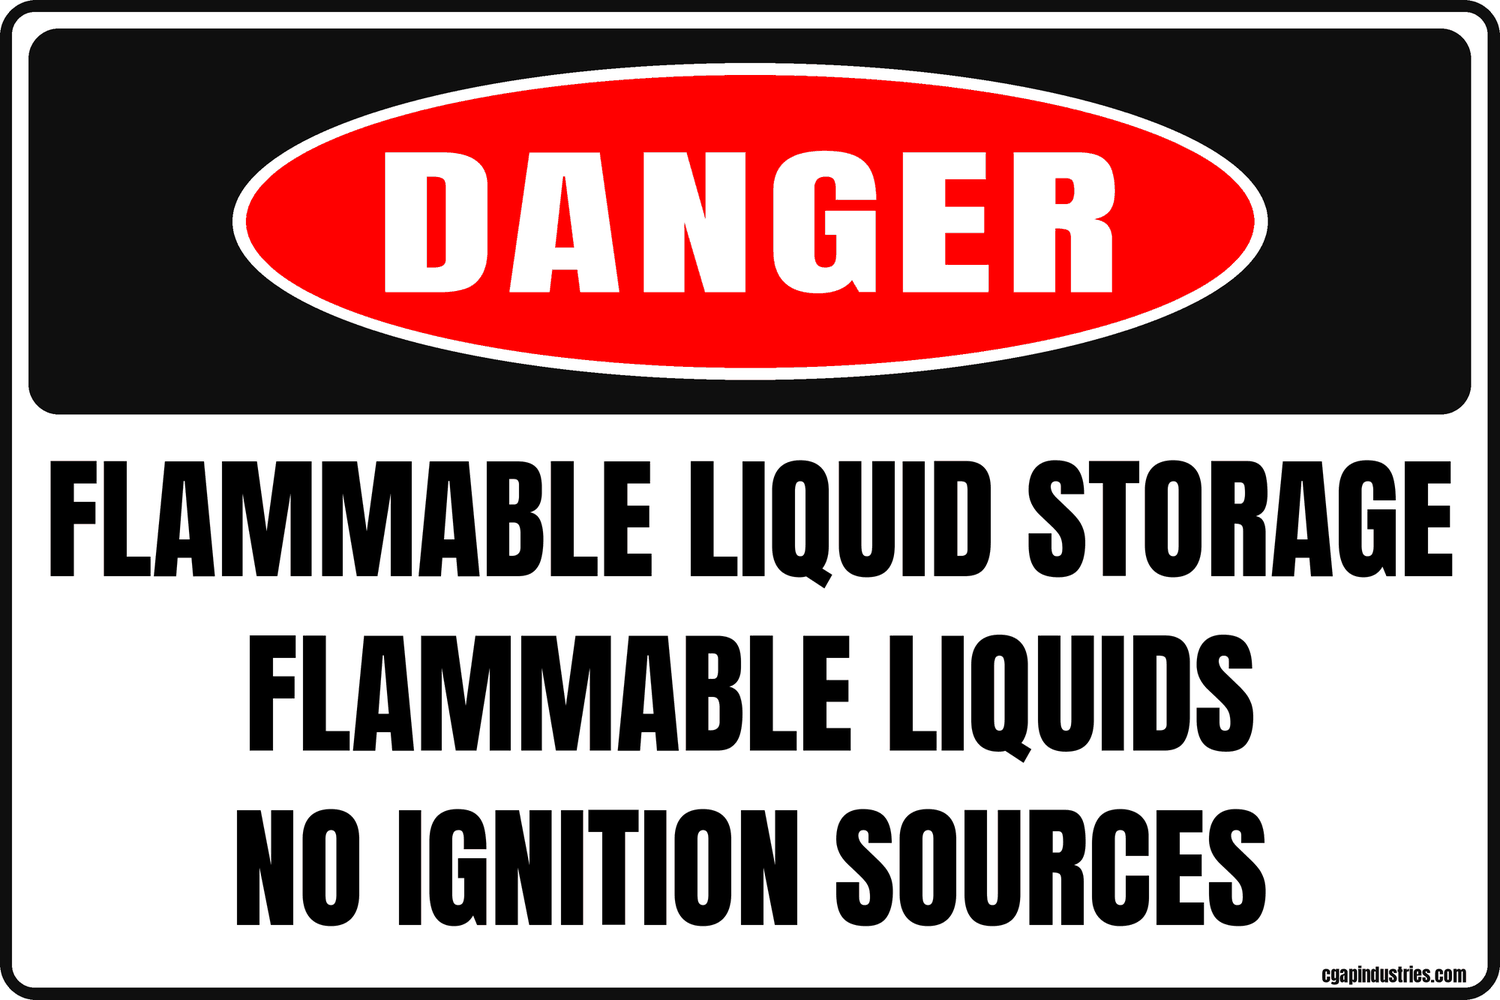 DANGER
FLAMMABLE LIQUID STORAGE
FLAMMABLE LIQUIDS
NO IGNITION SOURCES
cgapindustries.com